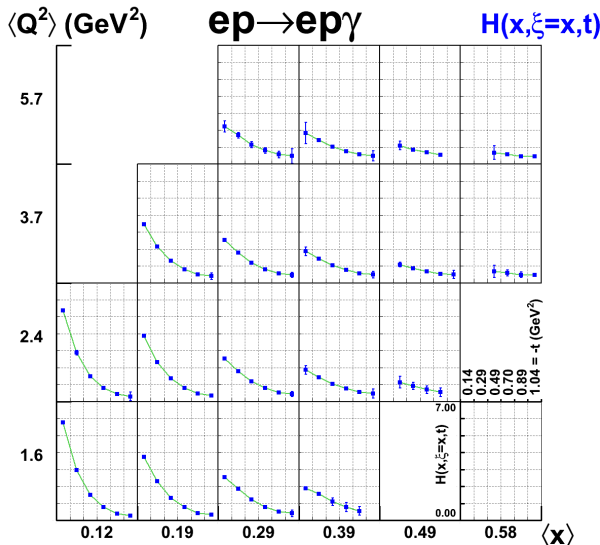 ⟨Q²⟩ (GeV²) ep→epγ H(x,ξ=x,t)
5.7
3.7
2.4
0.14
0.29
0.49
0.70
0.89
1.04 = -t (GeV²)
1.6
7.00
H(x,ξ=x,t)
0.00
0.12 0.19 0.29 0.39 0.49 0.58 ⟨x⟩